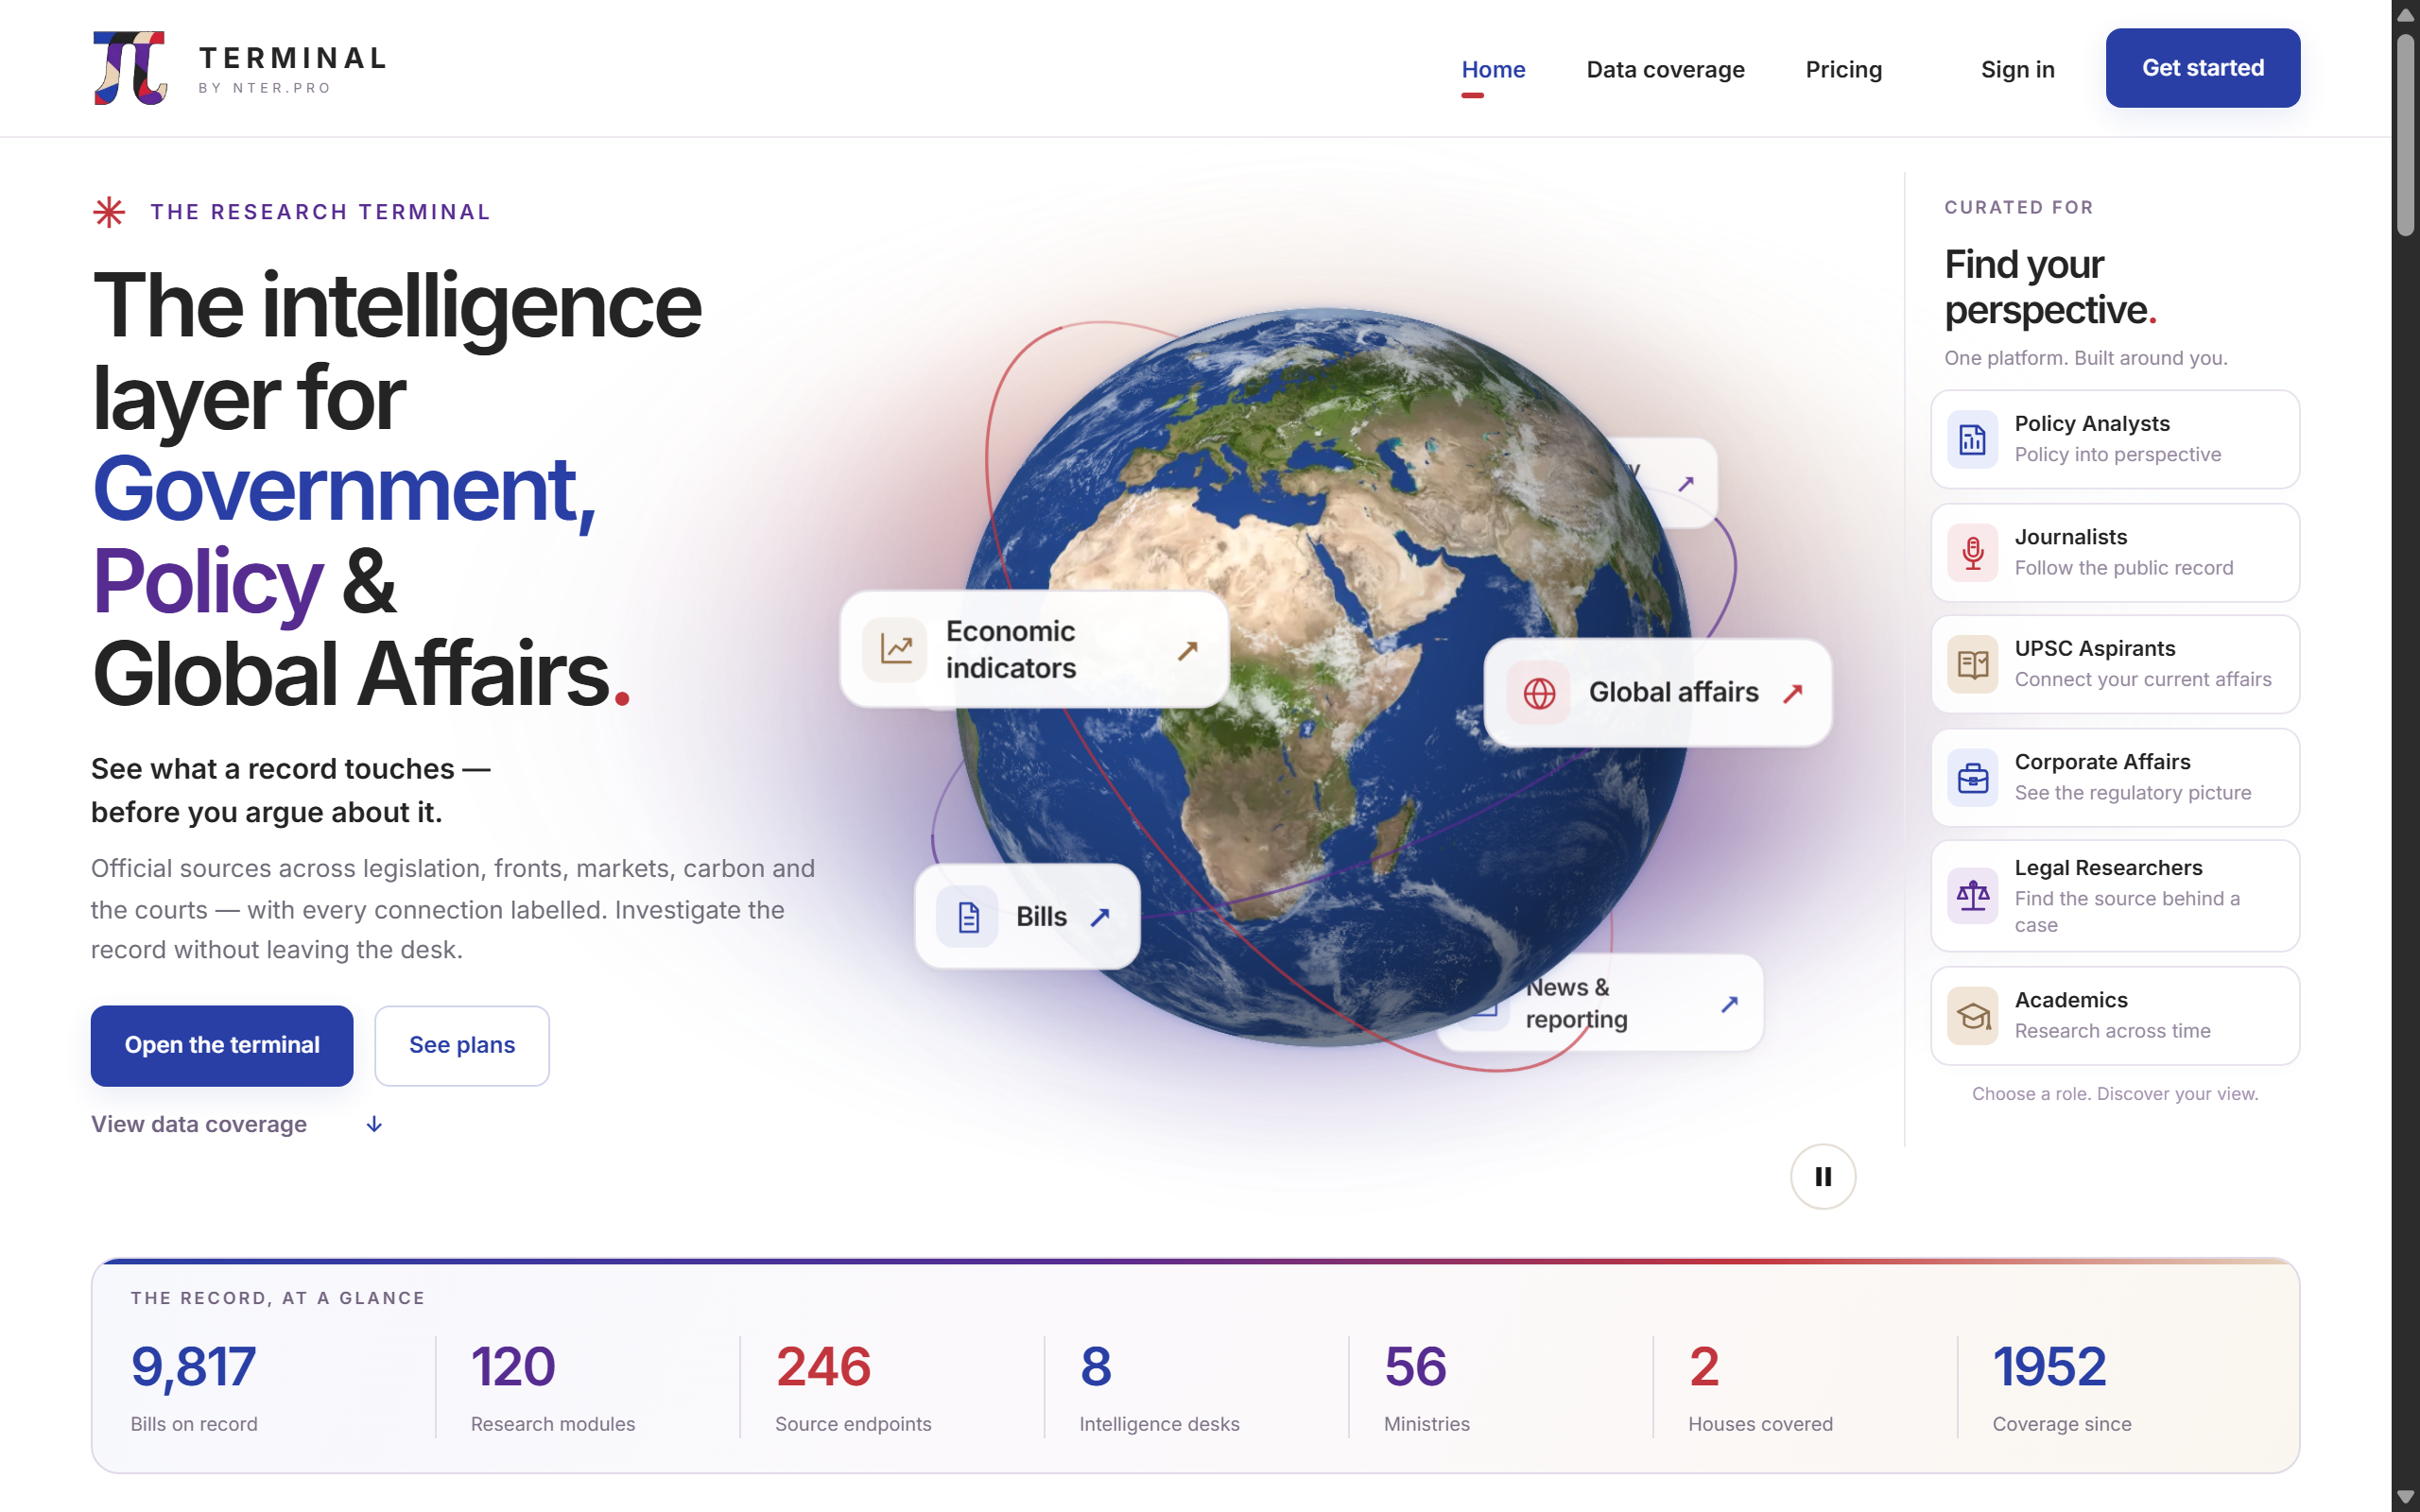 TERMINAL
BY NTER.PRO
Home
Data coverage
Pricing
Sign in
Get started
THE RESEARCH TERMINAL
The intelligence
layer for
Government,
Policy &
Global Affairs.
See what a record touches —
before you argue about it.
Official sources across legislation, fronts, markets, carbon and
the courts — with every connection labelled. Investigate the
record without leaving the desk.
Open the terminal
See plans
View data coverage
Economic
indicators
Global affairs
Bills
News &
reporting
CURATED FOR
Find your
perspective.
One platform. Built around you.
Policy Analysts
Policy into perspective
Journalists
Follow the public record
UPSC Aspirants
Connect your current affairs
Corporate Affairs
See the regulatory picture
Legal Researchers
Find the source behind a
case
Academics
Research across time
Choose a role. Discover your view.
THE RECORD, AT A GLANCE
9,817
Bills on record
120
Research modules
246
Source endpoints
8
Intelligence desks
56
Ministries
2
Houses covered
1952
Coverage since